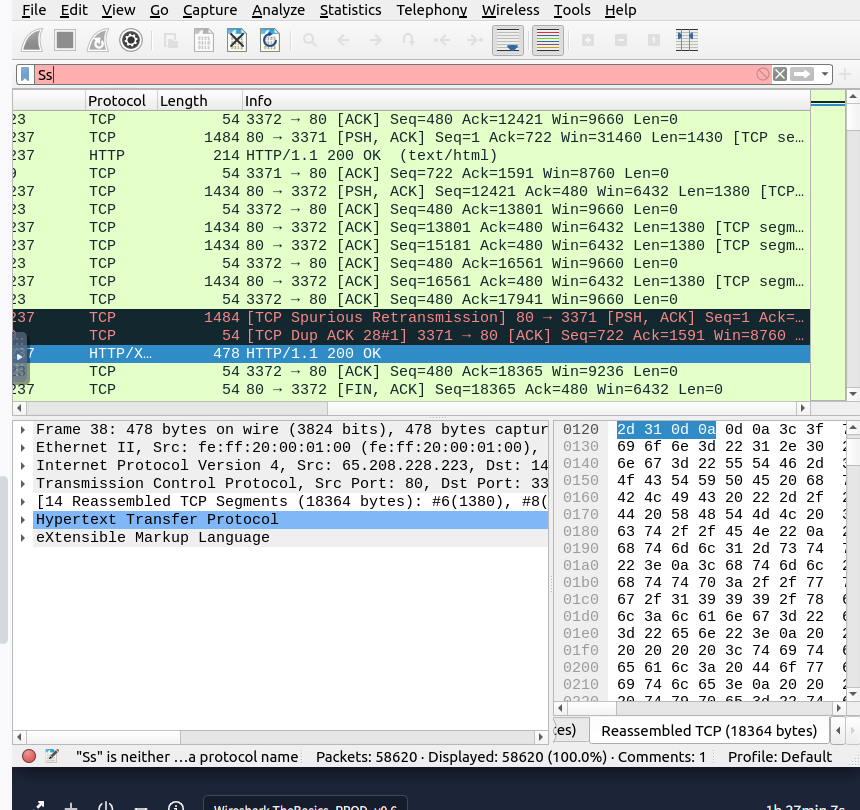 File Edit View Go Capture Analyze Statistics Telephony Wireless Tools Help
Ss
Protocol Length Info
23 TCP 54 3372 → 80 [ACK] Seq=480 Ack=12421 Win=9660 Len=0
237 TCP 1484 80 → 3371 [PSH, ACK] Seq=1 Ack=722 Win=31460 Len=1430 [TCP se…
237 HTTP 214 HTTP/1.1 200 OK (text/html)
9 TCP 54 3371 → 80 [ACK] Seq=722 Ack=1591 Win=8760 Len=0
237 TCP 1434 80 → 3372 [PSH, ACK] Seq=12421 Ack=480 Win=6432 Len=1380 [TCP…
23 TCP 54 3372 → 80 [ACK] Seq=480 Ack=13801 Win=9660 Len=0
237 TCP 1434 80 → 3372 [ACK] Seq=13801 Ack=480 Win=6432 Len=1380 [TCP segm…
237 TCP 1434 80 → 3372 [ACK] Seq=15181 Ack=480 Win=6432 Len=1380 [TCP segm…
23 TCP 54 3372 → 80 [ACK] Seq=480 Ack=16561 Win=9660 Len=0
237 TCP 1434 80 → 3372 [ACK] Seq=16561 Ack=480 Win=6432 Len=1380 [TCP segm…
23 TCP 54 3372 → 80 [ACK] Seq=480 Ack=17941 Win=9660 Len=0
237 TCP 1484 [TCP Spurious Retransmission] 80 → 3371 [PSH, ACK] Seq=1 Ack=…
TCP 54 [TCP Dup ACK 28#1] 3371 → 80 [ACK] Seq=722 Ack=1591 Win=8760 …
7 HTTP/X… 478 HTTP/1.1 200 OK
23 TCP 54 3372 → 80 [ACK] Seq=480 Ack=18365 Win=9236 Len=0
237 TCP 54 80 → 3372 [FIN, ACK] Seq=18365 Ack=480 Win=6432 Len=0
Frame 38: 478 bytes on wire (3824 bits), 478 bytes captur
Ethernet II, Src: fe:ff:20:00:01:00 (fe:ff:20:00:01:00),
Internet Protocol Version 4, Src: 65.208.228.223, Dst: 14
Transmission Control Protocol, Src Port: 80, Dst Port: 33
[14 Reassembled TCP Segments (18364 bytes): #6(1380), #8(
Hypertext Transfer Protocol
eXtensible Markup Language
0120 2d 31 0d 0a 0d 0a 3c 3f
0130 69 6f 6e 3d 22 31 2e 30
0140 6e 67 3d 22 55 54 46 2d
0150 4f 43 54 59 50 45 20 68
0160 42 4c 49 43 20 22 2d 2f
0170 44 20 58 48 54 4d 4c 20
0180 63 74 2f 2f 45 4e 22 0a
0190 68 74 6d 6c 31 2d 73 74
01a0 22 3e 0a 3c 68 74 6d 6c
01b0 68 74 74 70 3a 2f 2f 77
01c0 67 2f 31 39 39 39 2f 78
01d0 6c 3a 6c 61 6e 67 3d 22
01e0 3d 22 65 6e 22 3e 0a 20
01f0 20 20 20 20 3c 74 69 74
0200 65 61 6c 3a 20 44 6f 77
0210 69 74 6c 65 3e 0a 20 20
0220 20 74 79 70 65 3d 22 74
tes) Reassembled TCP (18364 bytes)
"Ss" is neither …a protocol name Packets: 58620 · Displayed: 58620 (100.0%) · Comments: 1 Profile: Default
Wireshark TheBasics_PROD_v0.6 1h 27min 7s